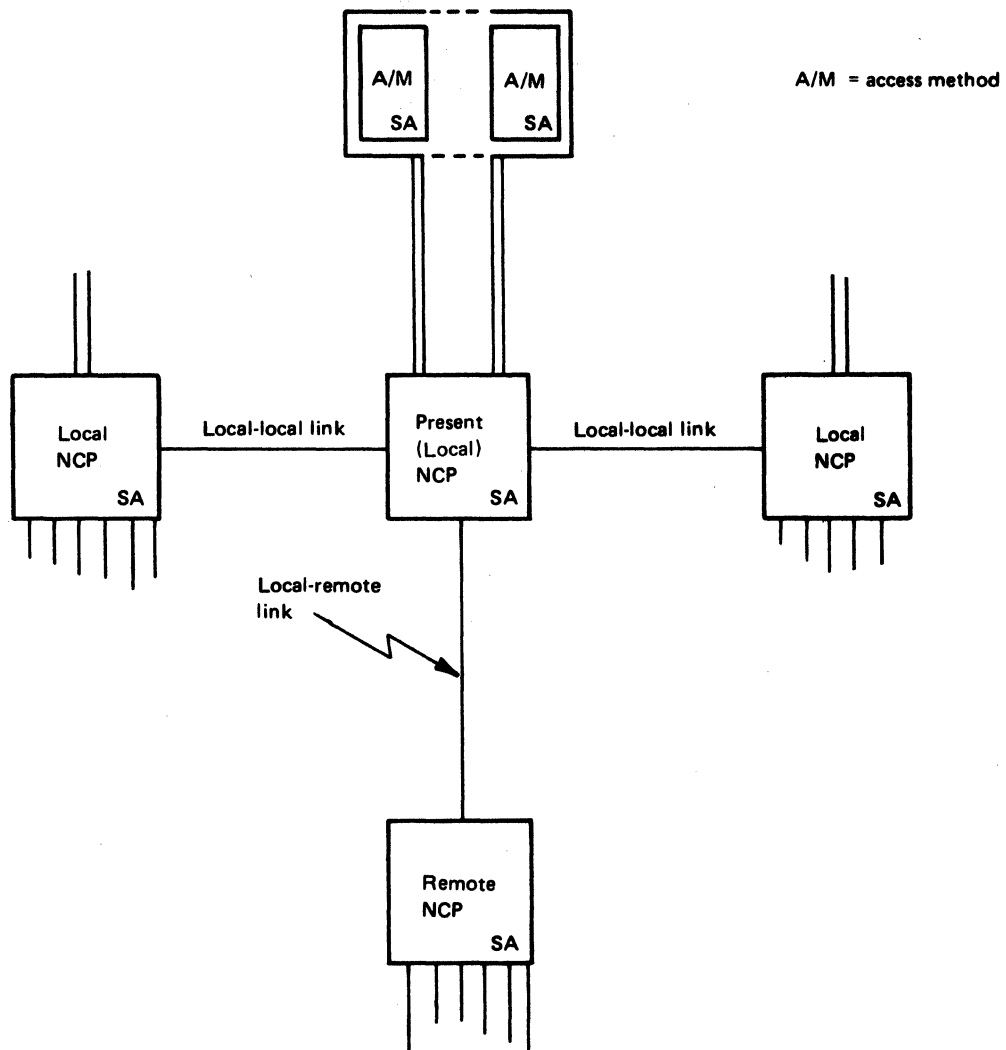 A/M
SA
A/M
SA
A/M = access method
Local
NCP
SA
Local-local link
Present
(Local)
NCP
SA
Local-local link
Local
NCP
SA
Local-remote
link
Remote
NCP
SA